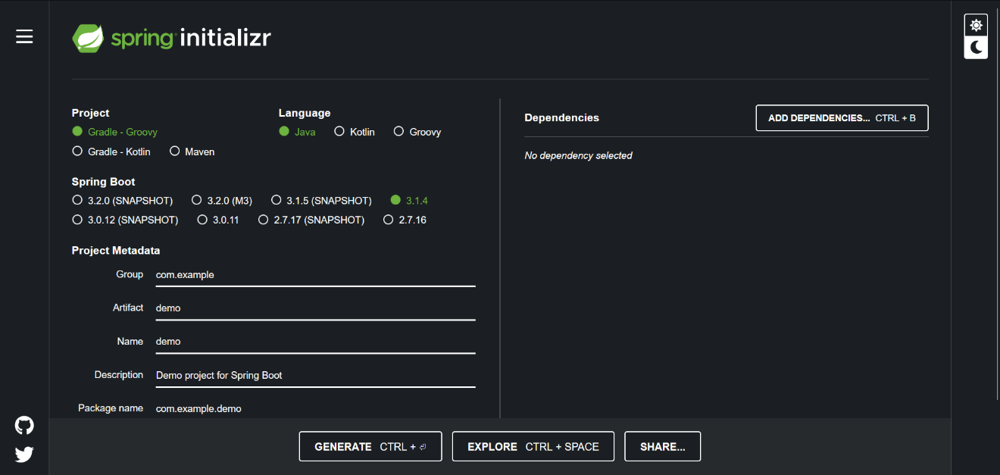 spring initializr
Project
Gradle - Groovy
Gradle - Kotlin Maven
Language
Java Kotlin Groovy
Spring Boot
3.2.0 (SNAPSHOT) 3.2.0 (M3) 3.1.5 (SNAPSHOT) 3.1.4
3.0.12 (SNAPSHOT) 3.0.11 2.7.17 (SNAPSHOT) 2.7.16
Project Metadata
Group com.example
Artifact demo
Name demo
Description Demo project for Spring Boot
Package name com.example.demo
Dependencies ADD DEPENDENCIES... CTRL + B
No dependency selected
GENERATE CTRL + ⏎ EXPLORE CTRL + SPACE SHARE...